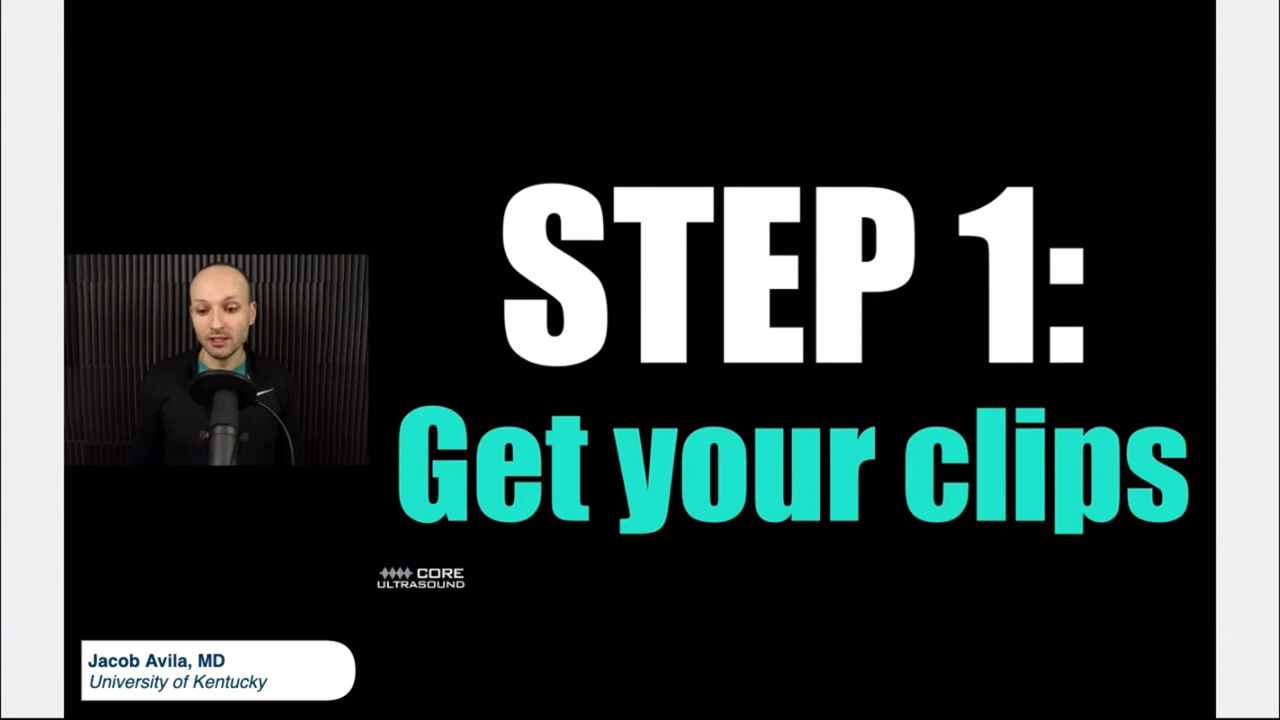 STEP 1:
Get your clips
CORE
ULTRASOUND
Jacob Avila, MD
University of Kentucky